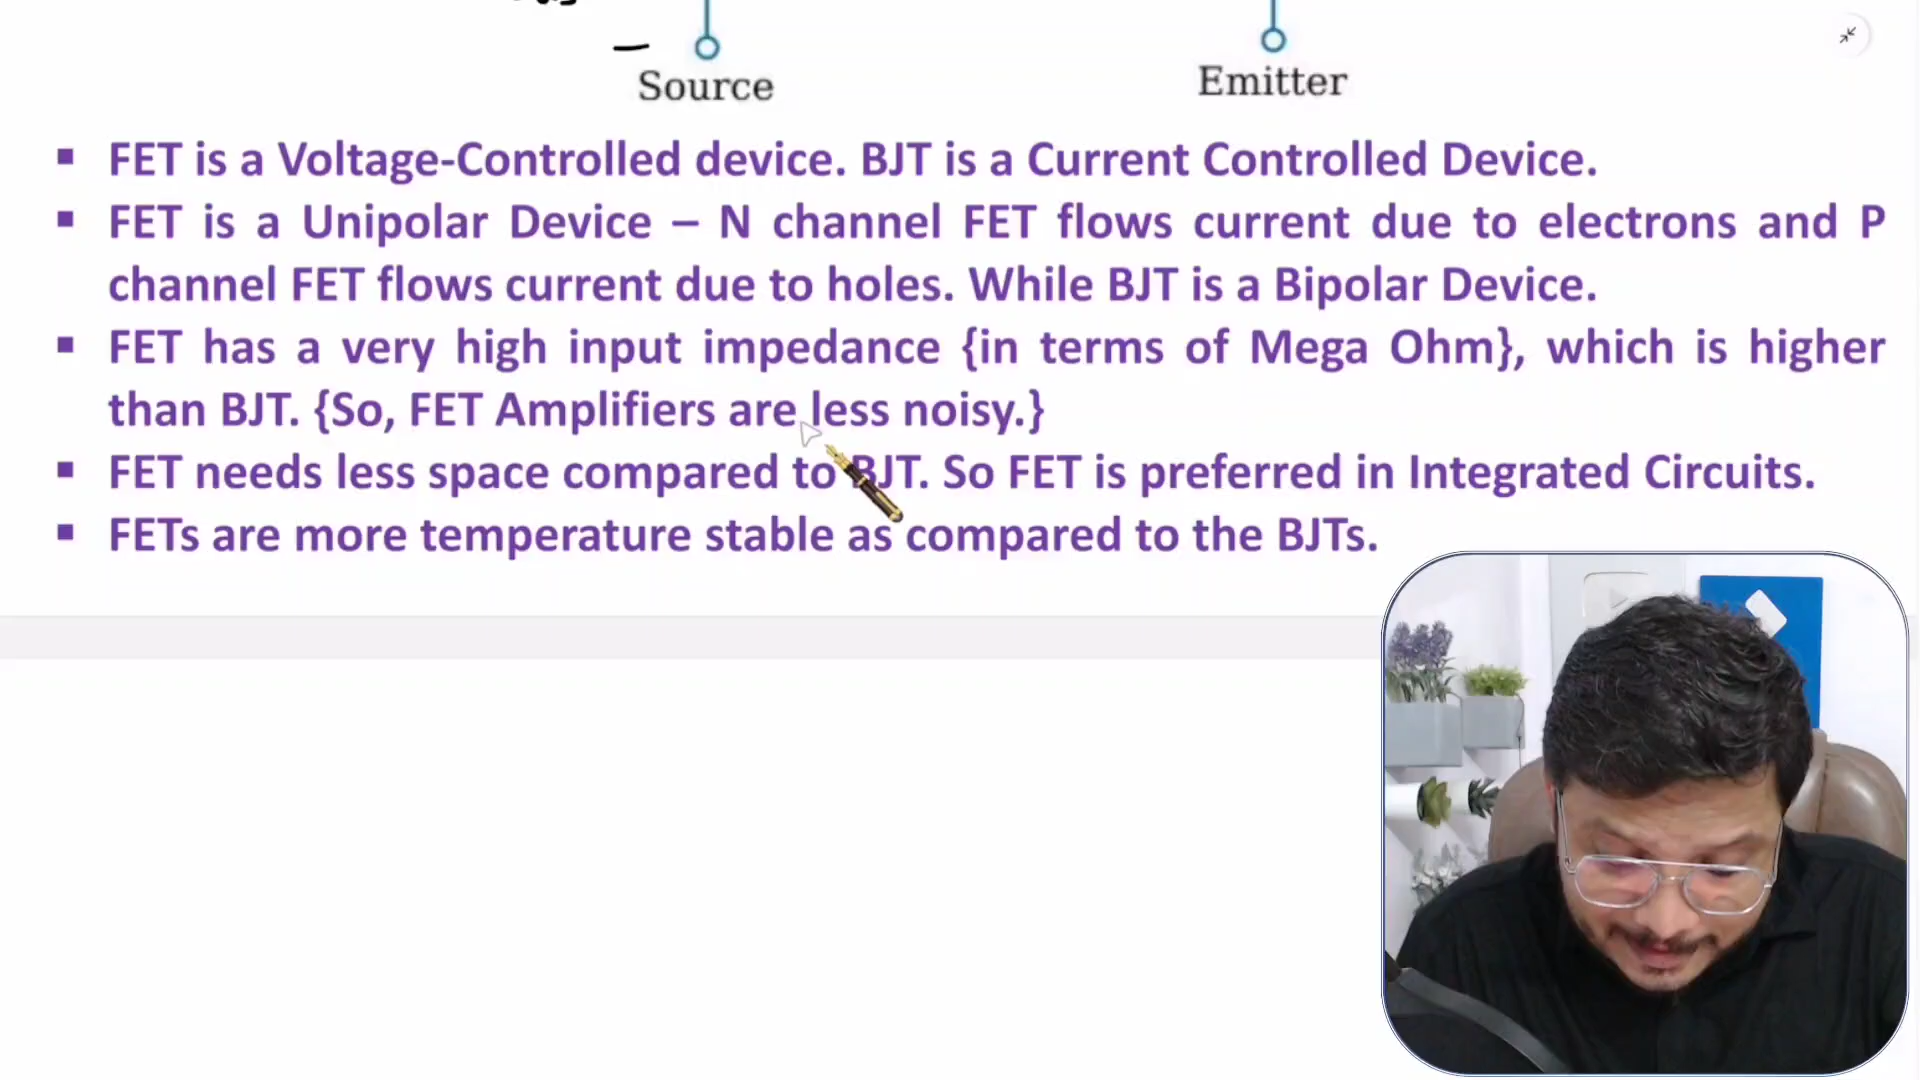 Source
Emitter
▪ FET is a Voltage-Controlled device. BJT is a Current Controlled Device.
▪ FET is a Unipolar Device – N channel FET flows current due to electrons and P
channel FET flows current due to holes. While BJT is a Bipolar Device.
▪ FET has a very high input impedance {in terms of Mega Ohm}, which is higher
than BJT. {So, FET Amplifiers are less noisy.}
▪ FET needs less space compared to BJT. So FET is preferred in Integrated Circuits.
▪ FETs are more temperature stable as compared to the BJTs.